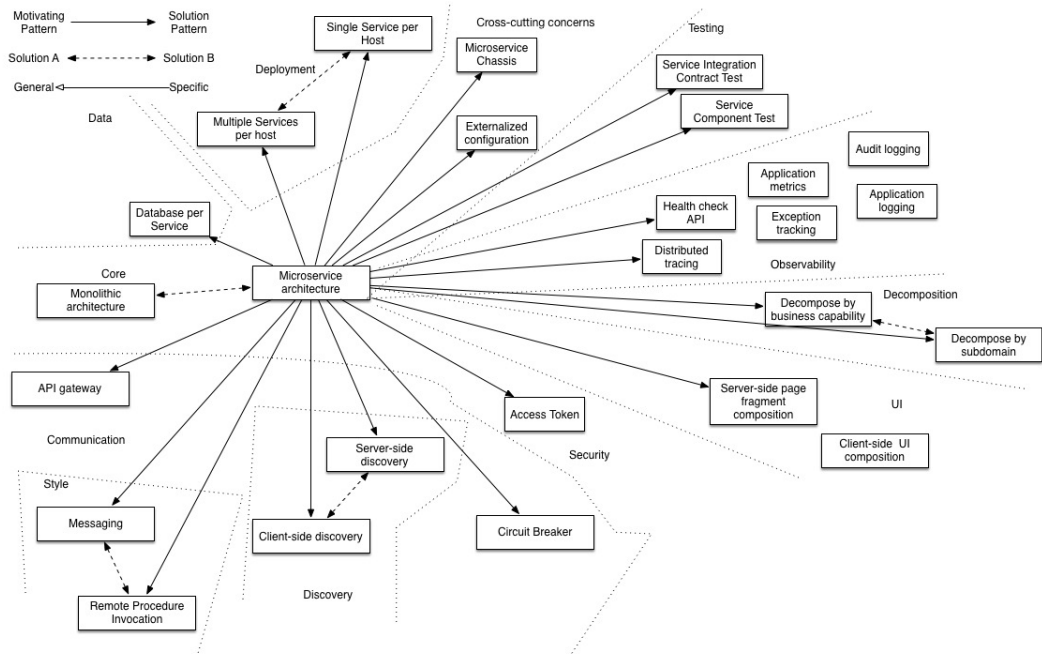 Motivating
Pattern
Solution
Pattern
Solution A
Solution B
General
Specific
Single Service per
Host
Deployment
Multiple Services
per host
Data
Database per
Service
Cross-cutting concerns
Microservice
Chassis
Externalized
configuration
Testing
Service Integration
Contract Test
Service
Component Test
Audit logging
Application
metrics
Application
logging
Health check
API
Exception
tracking
Distributed
tracing
Observability
Core
Monolithic
architecture
Microservice
architecture
Decomposition
Decompose by
business capability
Decompose by
subdomain
API gateway
Access Token
Server-side page
fragment
composition
UI
Client-side UI
composition
Communication
Server-side
discovery
Security
Style
Messaging
Client-side discovery
Circuit Breaker
Discovery
Remote Procedure
Invocation